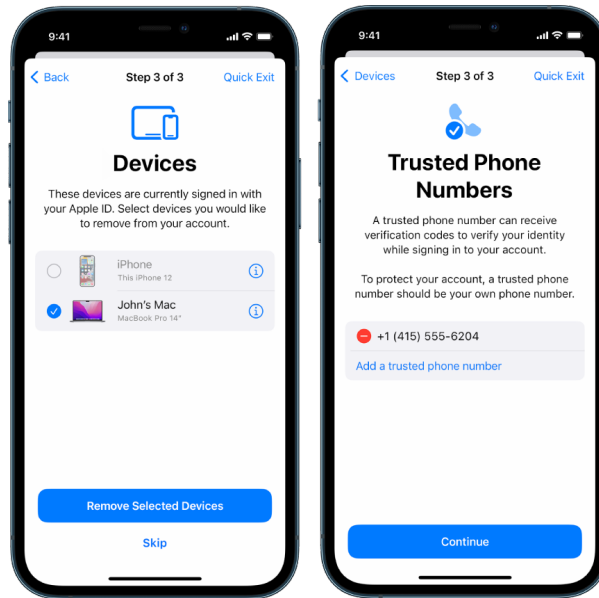 9:41
Back
Step 3 of 3
Quick Exit
Devices
These devices are currently signed in with
your Apple ID. Select devices you would like
to remove from your account.
iPhone
This iPhone 12
John's Mac
MacBook Pro 14"
Remove Selected Devices
Skip
9:41
Devices
Step 3 of 3
Quick Exit
Trusted Phone
Numbers
A trusted phone number can receive
verification codes to verify your identity
while signing in to your account.
To protect your account, a trusted phone
number should be your own phone number.
+1 (415) 555-6204
Add a trusted phone number
Continue